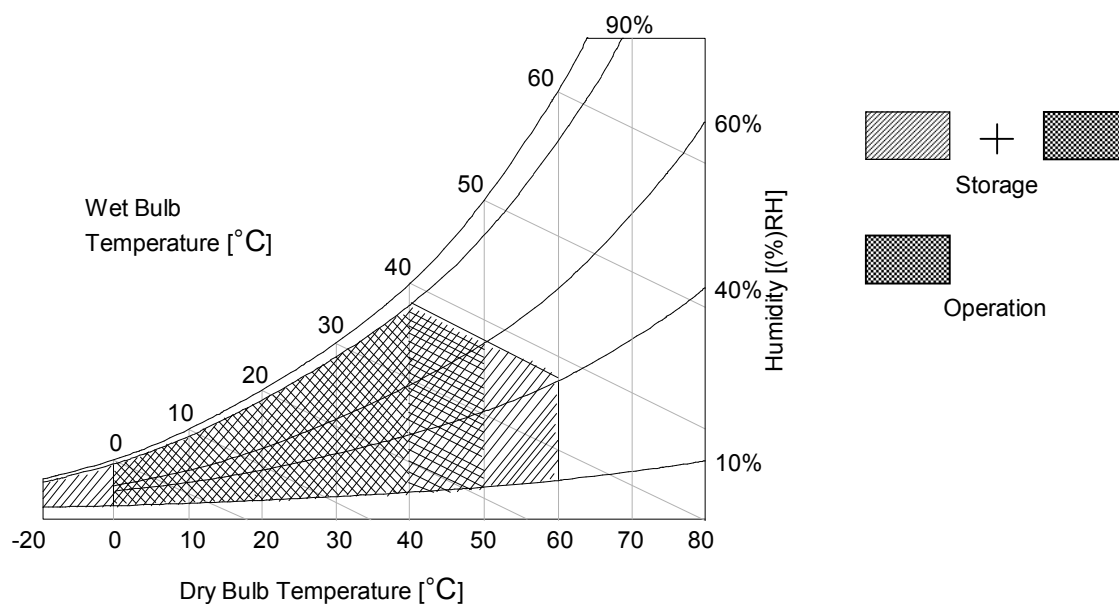 90%
60
60%
50
Wet Bulb
Temperature [°C]
Storage
40
40%
Humidity [(%)RH]
Operation
30
20
10
0
10%
-20 0 10 20 30 40 50 60 70 80
Dry Bulb Temperature [°C]